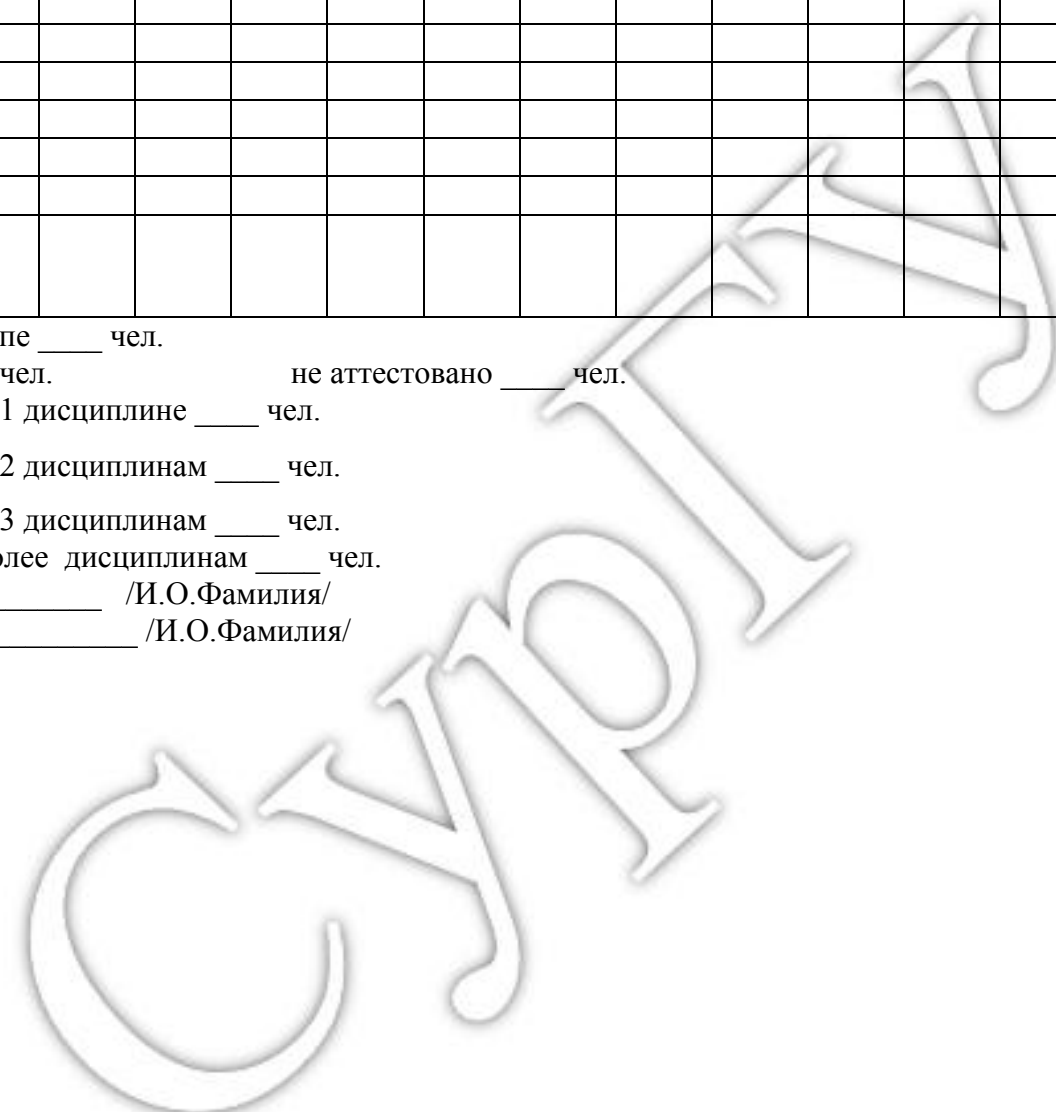 пе ____ чел.
чел. не аттестовано ____ чел.
1 дисциплине ____ чел.
2 дисциплинам ____ чел.
3 дисциплинам ____ чел.
олее дисциплинам ____ чел.
_______ /И.О.Фамилия/
_________ /И.О.Фамилия/
СурГУ